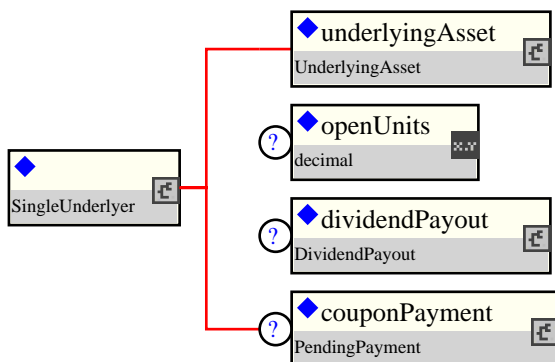 underlyingAsset
UnderlyingAsset
? openUnits
decimal
x.y
SingleUnderlyer
? dividendPayout
DividendPayout
? couponPayment
PendingPayment